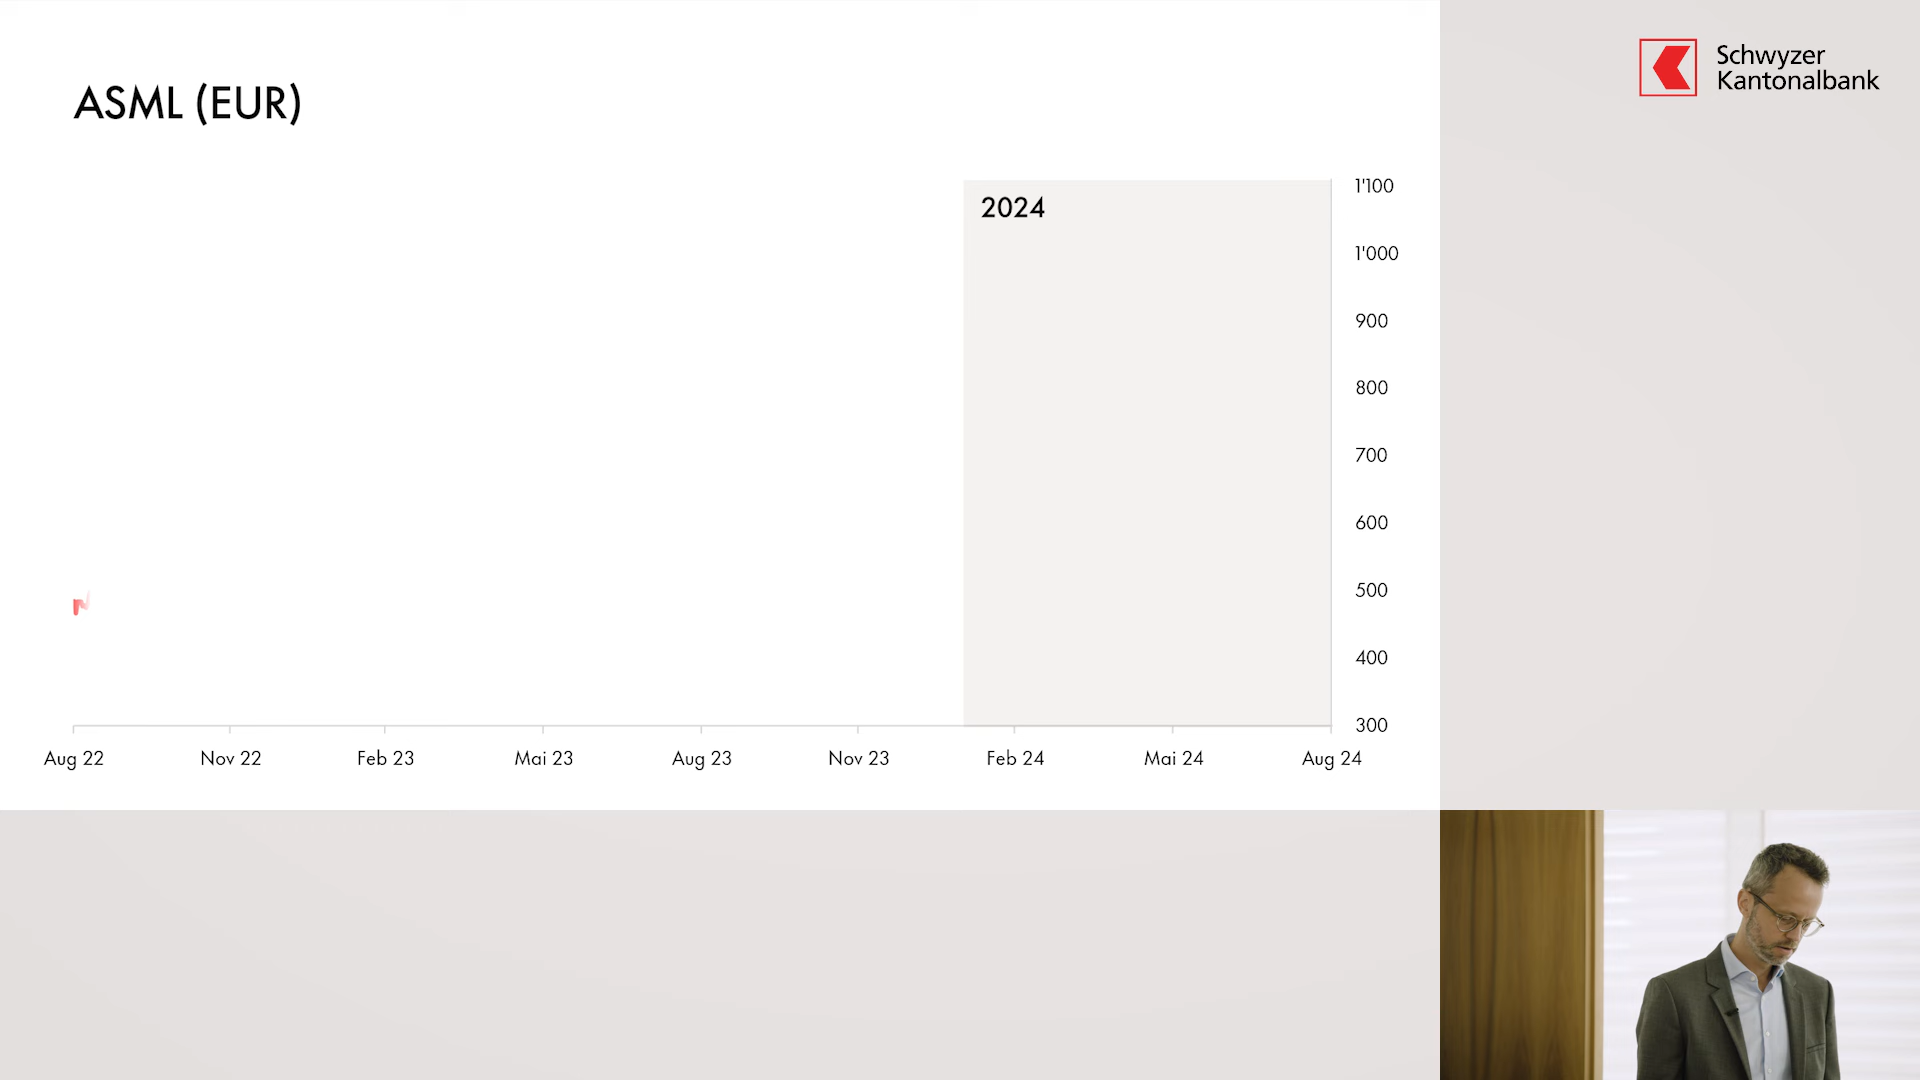 ASML (EUR)
Schwyzer
Kantonalbank
2024
1'100
1'000
900
800
700
600
500
400
300
Aug 22
Nov 22
Feb 23
Mai 23
Aug 23
Nov 23
Feb 24
Mai 24
Aug 24